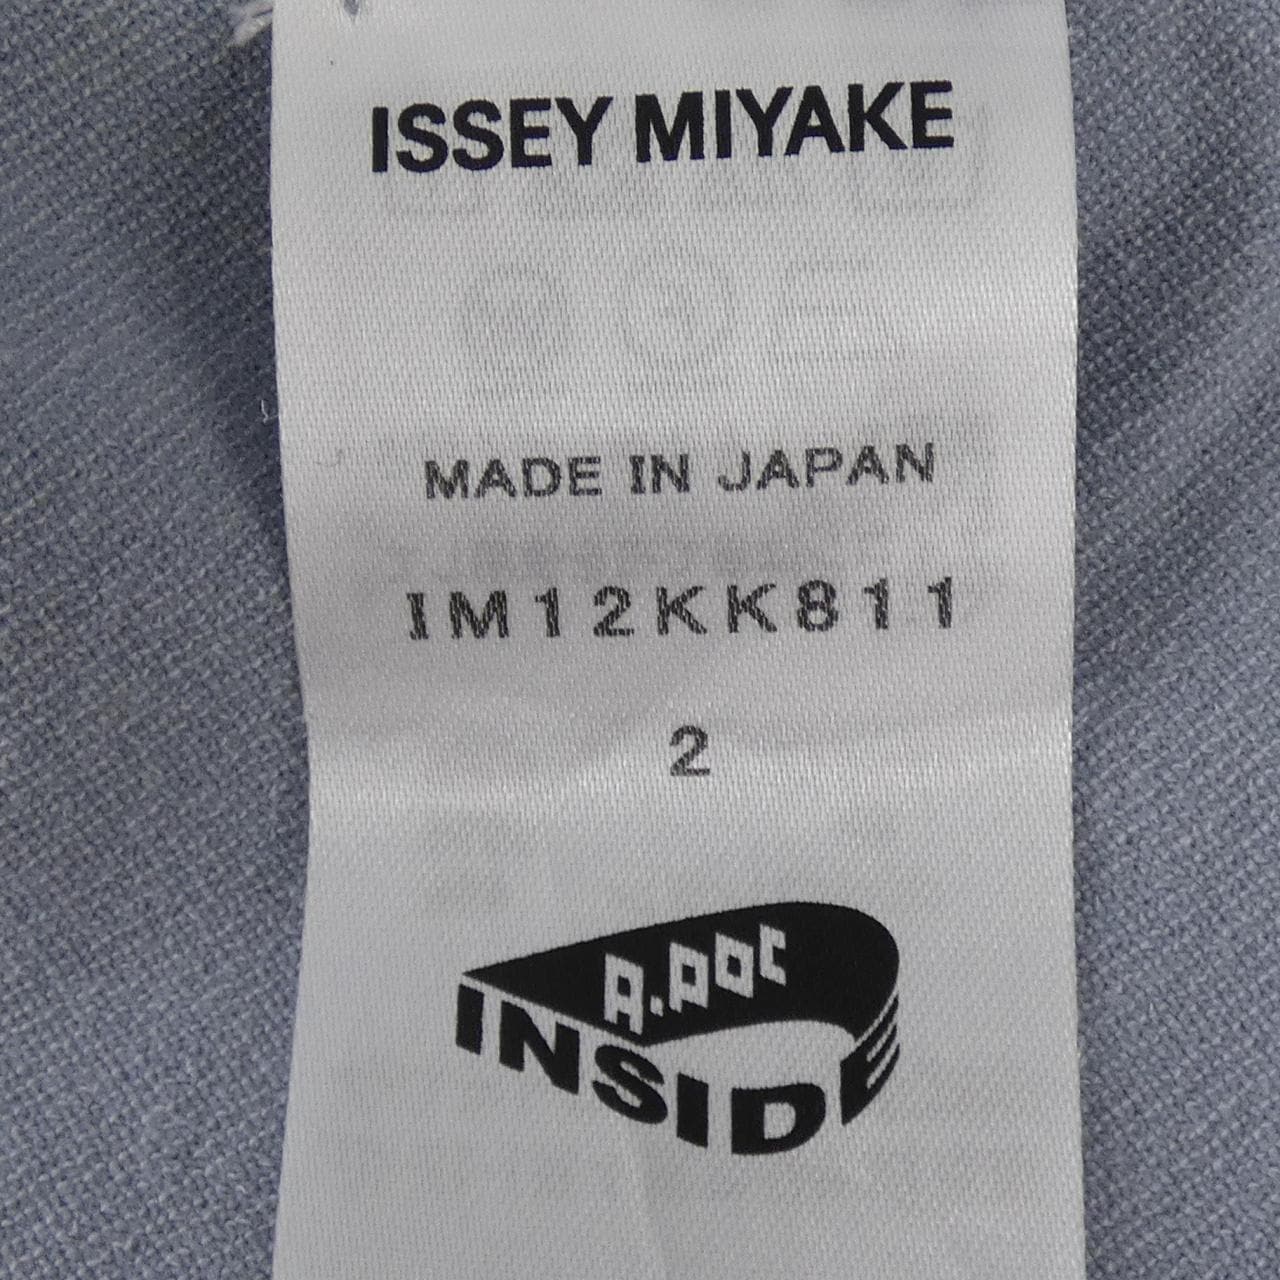 ISSEY MIYAKE
MADE IN JAPAN
IM12KK811
2
A.POC
INSIDE